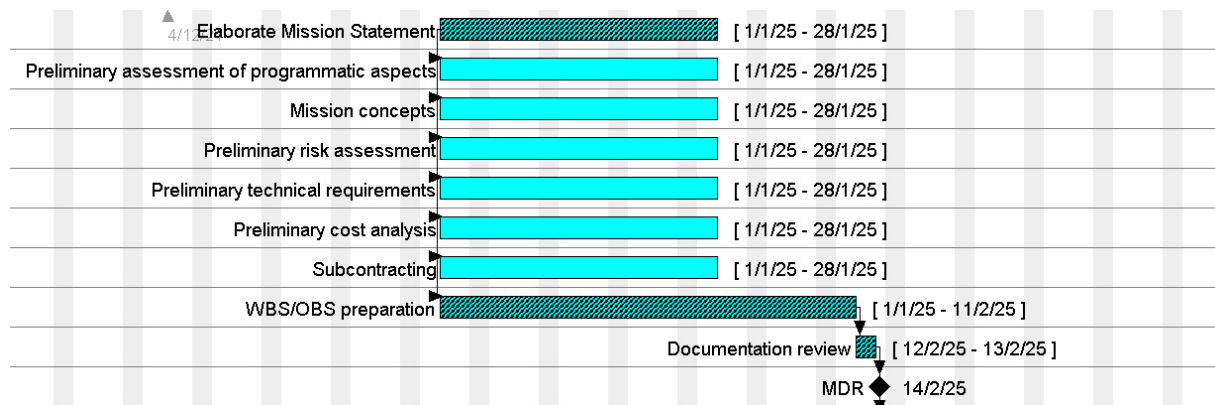 Elaborate Mission Statement [ 1/1/25 - 28/1/25 ]
4/12/2
Preliminary assessment of programmatic aspects [ 1/1/25 - 28/1/25 ]
Mission concepts [ 1/1/25 - 28/1/25 ]
Preliminary risk assessment [ 1/1/25 - 28/1/25 ]
Preliminary technical requirements [ 1/1/25 - 28/1/25 ]
Preliminary cost analysis [ 1/1/25 - 28/1/25 ]
Subcontracting [ 1/1/25 - 28/1/25 ]
WBS/OBS preparation [ 1/1/25 - 11/2/25 ]
Documentation review [ 12/2/25 - 13/2/25 ]
MDR 14/2/25